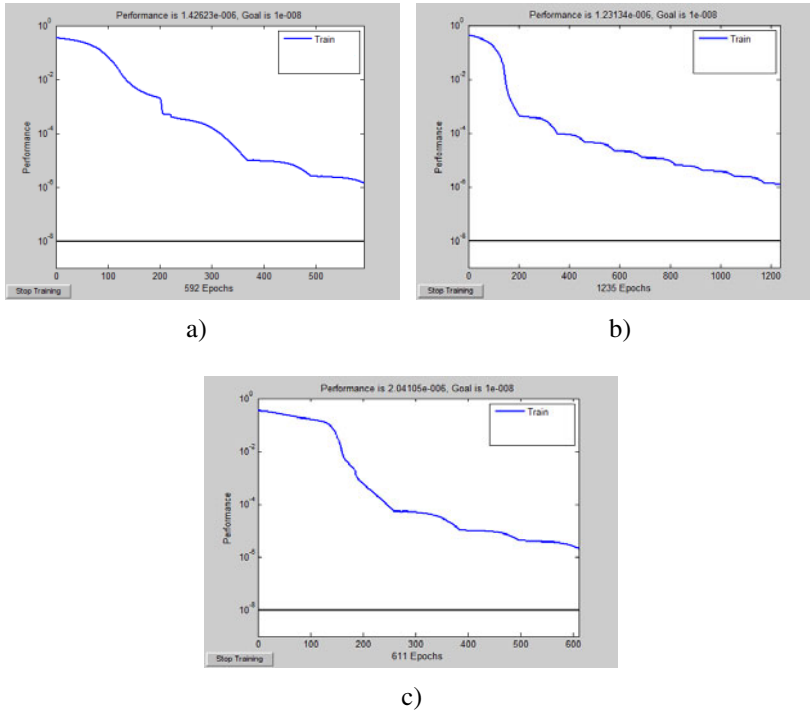 Performance is 1.42623e-006, Goal is 1e-008
10^0
10^-2
10^-4
10^-6
10^-8
Performance
Train
0 100 200 300 400 500
592 Epochs
Stop Training
a)
Performance is 1.23134e-006, Goal is 1e-008
10^0
10^-2
10^-4
10^-6
10^-8
Performance
Train
0 200 400 600 800 1000 1200
1235 Epochs
Stop Training
b)
Performance is 2.04105e-006, Goal is 1e-008
10^0
10^-2
10^-4
10^-6
10^-8
Performance
Train
0 100 200 300 400 500 600
611 Epochs
Stop Training
c)